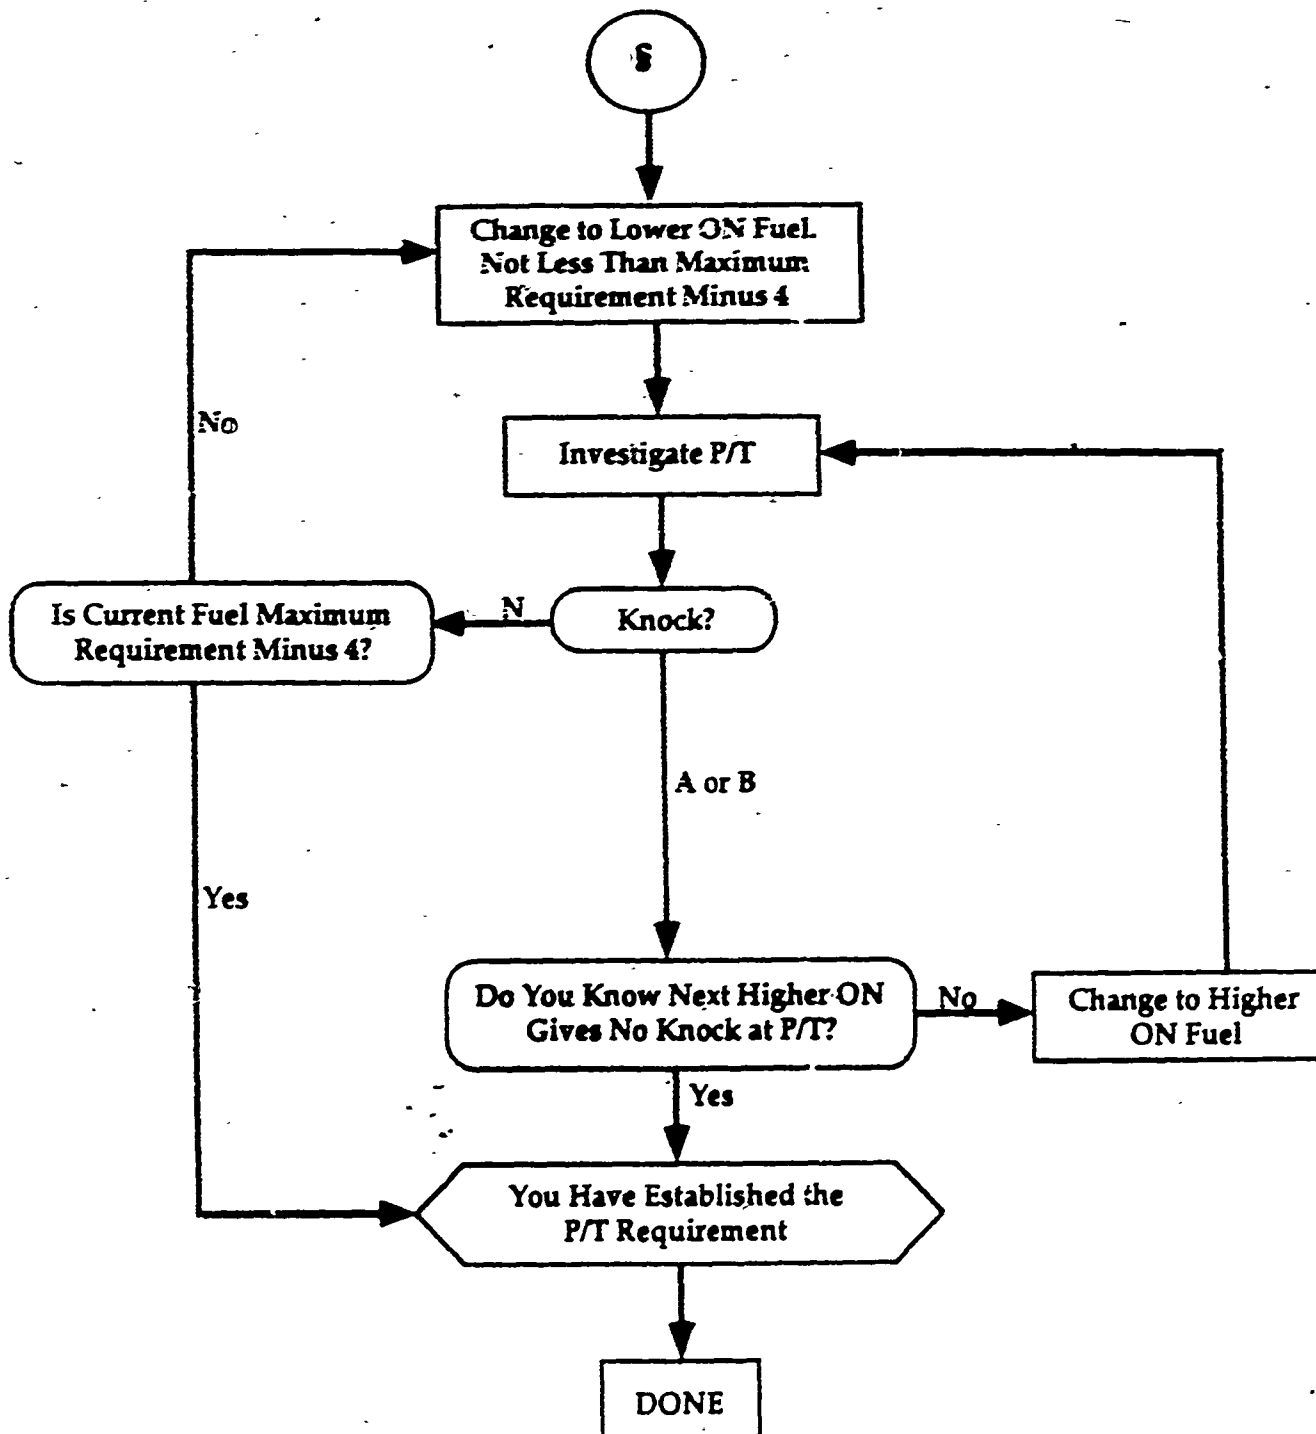 §
Change to Lower ON Fuel.
Not Less Than Maximum
Requirement Minus 4
No
Investigate P/T
Is Current Fuel Maximum
Requirement Minus 4?
N
Knock?
A or B
Yes
Do You Know Next Higher ON
Gives No Knock at P/T?
No
Change to Higher
ON Fuel
Yes
You Have Established the
P/T Requirement
DONE